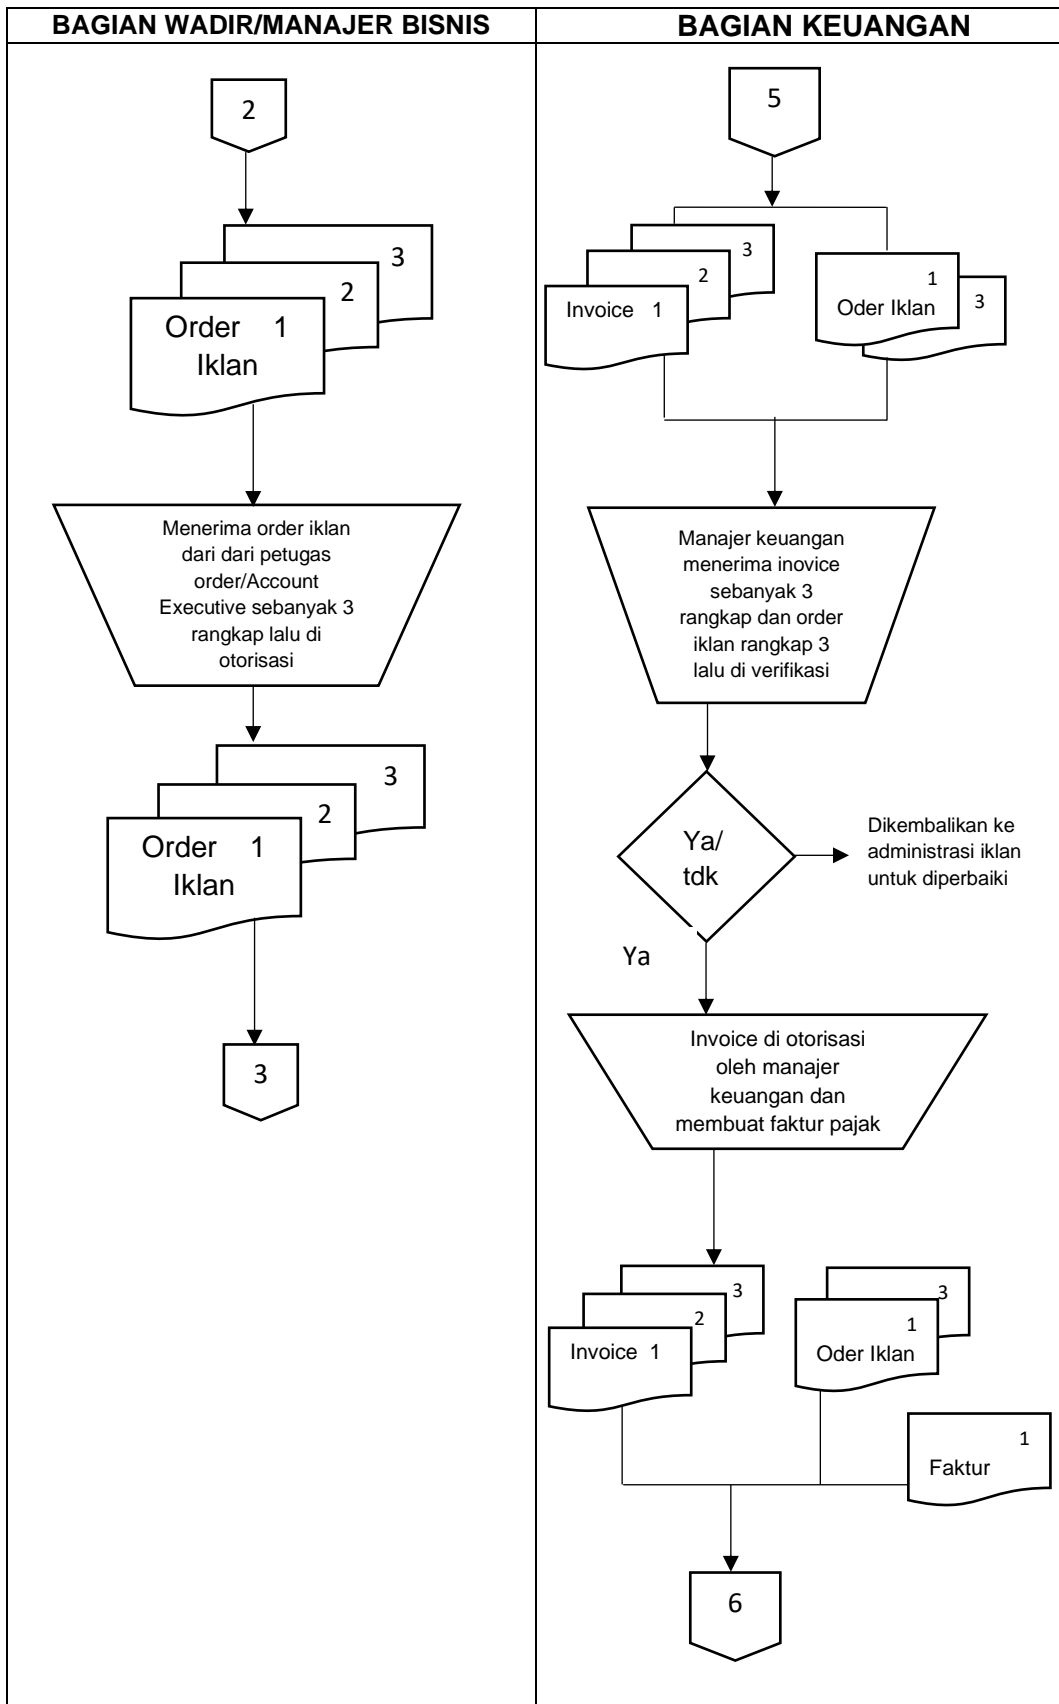 BAGIAN WADIR/MANAJER BISNIS
2
3
2
Order 1
Iklan
Menerima order iklan
dari dari petugas
order/Account
Executive sebanyak 3
rangkap lalu di
otorisasi
3
2
Order 1
Iklan
3
BAGIAN KEUANGAN
5
3
2
Invoice 1
1
Oder Iklan
3
Manajer keuangan
menerima inovice
sebanyak 3
rangkap dan order
iklan rangkap 3
lalu di verifikasi
Ya/
tdk
Dikembalikan ke
administrasi iklan
untuk diperbaiki
Ya
Invoice di otorisasi
oleh manajer
keuangan dan
membuat faktur pajak
3
2
Invoice 1
3
1
Oder Iklan
1
Faktur
6